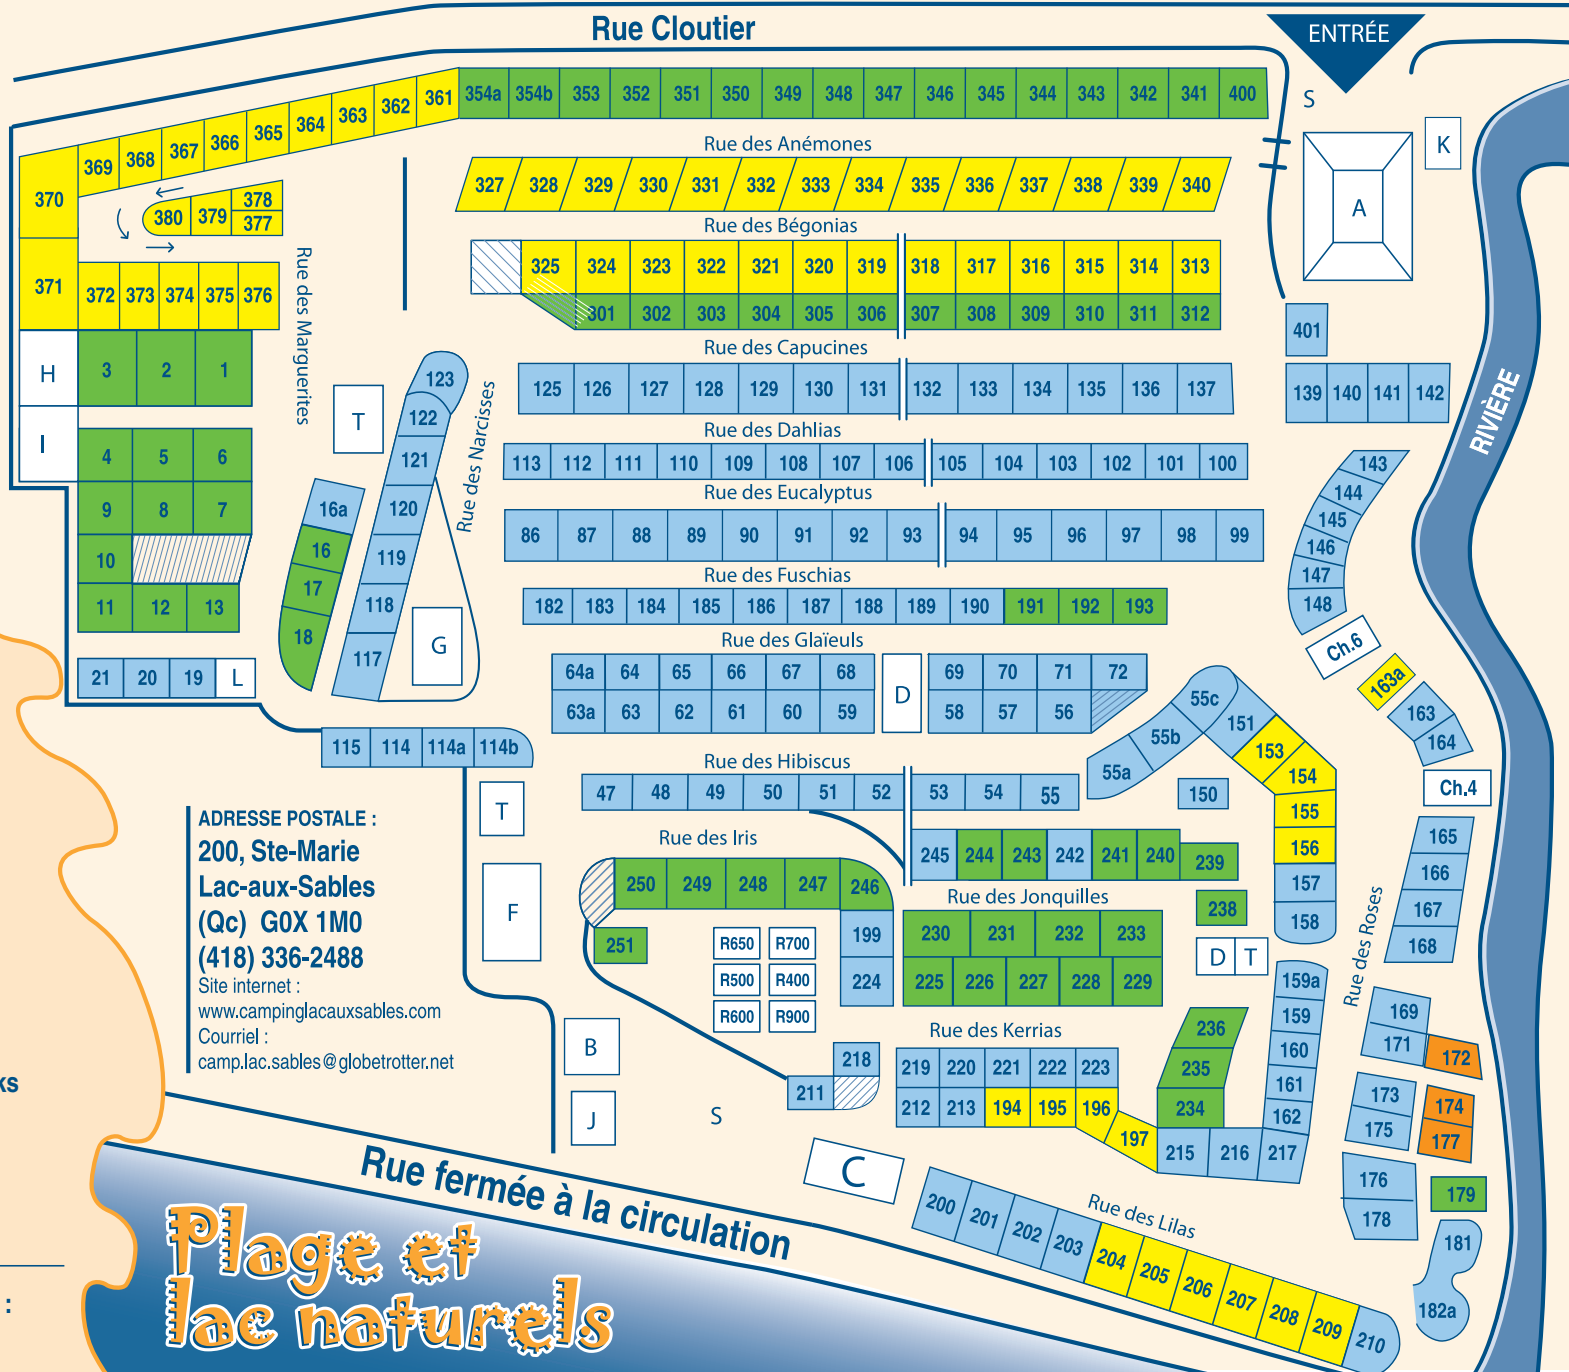 Rue Cloutier
ENTRÉE
S
K
A
361 354a 354b 353 352 351 350 349 348 347 346 345 344 343 342 341 400
369 368 367 366 365 364 363 362
Rue des Anémones
370
380 379 378
377
327 328 329 330 331 332 333 334 335 336 337 338 339 340
Rue des Bégonias
371
372 373 374 375 376
Rue des Marguerites
325 324 323 322 321 320 319 318 317 316 315 314 313
301 302 303 304 305 306 307 308 309 310 311 312
401
Rue des Capucines
H
3 2 1
I
T
123
122
121
120
119
118
117
Rue des Narcisses
125 126 127 128 129 130 131 132 133 134 135 136 137
139 140 141 142
RIVIÈRE
Rue des Dahlias
4 5 6
9 8 7
10
11 12 13
113 112 111 110 109 108 107 106 105 104 103 102 101 100
Rue des Eucalyptus
16a
16
17
18
86 87 88 89 90 91 92 93 94 95 96 97 98 99
143
144
145
146
147
148
Rue des Fuschias
182 183 184 185 186 187 188 189 190 191 192 193
G
Rue des Glaïeuls
Ch.6
21 20 19 L
64a 64 65 66 67 68
63a 63 62 61 60 59
D
69 70 71 72
58 57 56
163a
163
164
Ch.4
115 114 114a 114b
Rue des Hibiscus
47 48 49 50 51 52 53 54 55
55a 55b 55c 151 153 154
150
155
156
157
158
T
F
ADRESSE POSTALE :
200, Ste-Marie
Lac-aux-Sables
(Qc) G0X 1M0
(418) 336-2488
Site internet :
www.campinglacauxsables.com
Courriel :
camp.lac.sables@globetrotter.net
Rue des Iris
245 244 243 242 241 240 239
238
250 249 248 247 246
251
199
224
R650 R700
R500 R400
R600 R900
Rue des Jonquilles
230 231 232 233
225 226 227 228 229
D T
Rue des Roses
165
166
167
168
159a
159
160
161
162
169
171 172
173 174
175 177
176
178
179
181
182a
Rue des Kerrias
236
235
234
B
J
218
211
S
219 220 221 222 223
212 213 194 195 196
197
215 216 217
C
Rue des Lilas
200 201 202 203 204 205 206 207 208 209 210
ks
:
Rue fermée à la circulation
Plage et
lac naturels